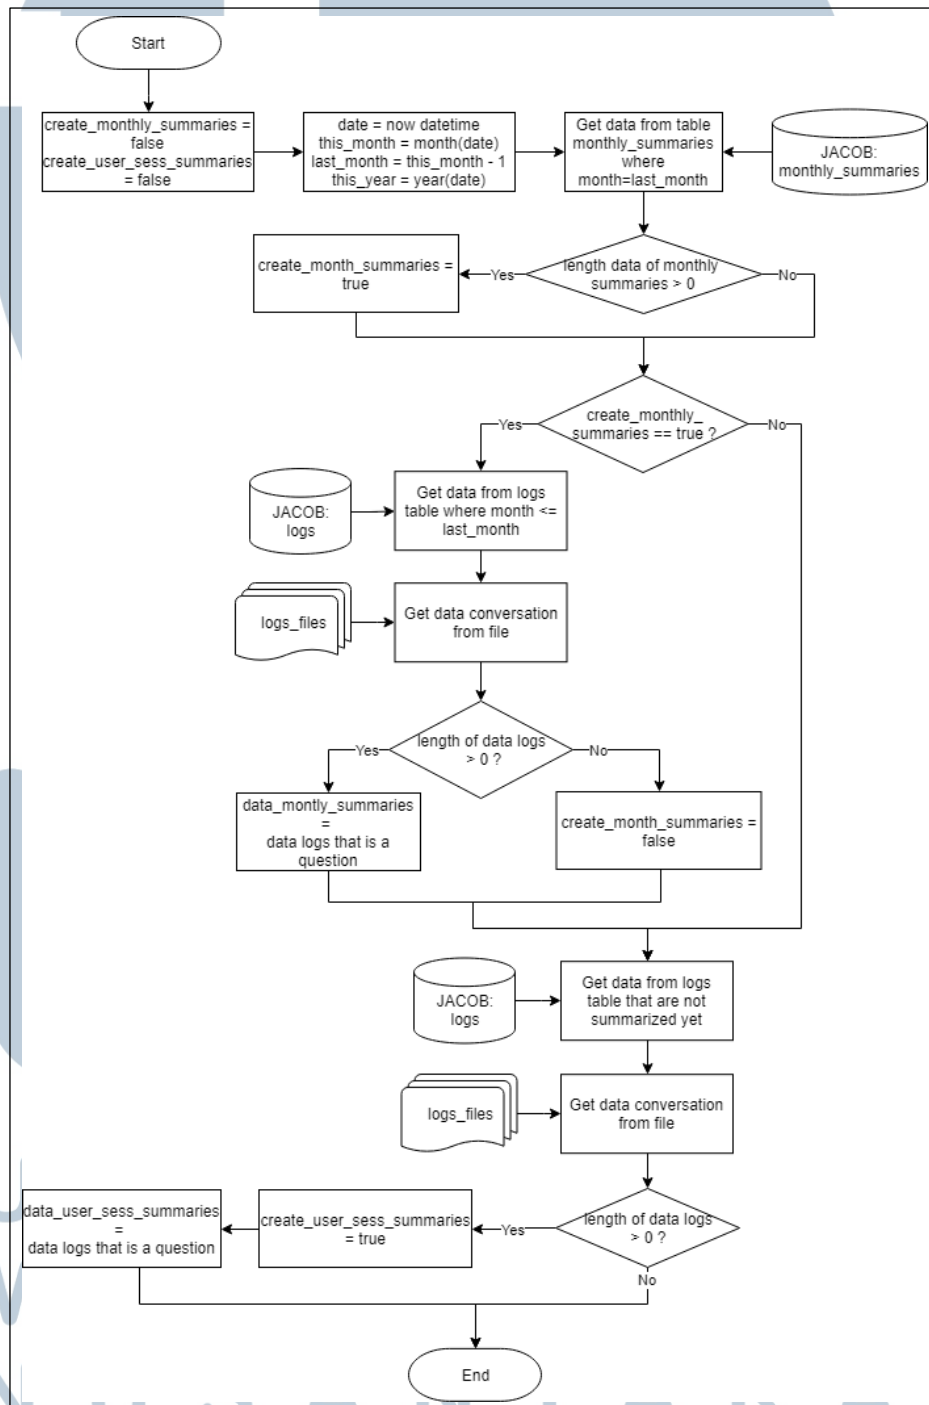 Start
create_monthly_summaries =
false
create_user_sess_summaries
= false
date = now datetime
this_month = month(date)
last_month = this_month - 1
this_year = year(date)
Get data from table
monthly_summaries
where
month=last_month
JACOB:
monthly_summaries
create_month_summaries =
true
Yes
length data of monthly
summaries > 0
No
Yes
create_monthly_
summaries == true ?
No
JACOB:
logs
Get data from logs
table where month <=
last_month
logs_files
Get data conversation
from file
Yes
length of data logs
> 0 ?
No
data_montly_summaries
=
data logs that is a
question
create_month_summaries =
false
JACOB:
logs
Get data from logs
table that are not
summarized yet
logs_files
Get data conversation
from file
data_user_sess_summaries
=
data logs that is a question
create_user_sess_summaries
= true
Yes
length of data logs
> 0 ?
No
End